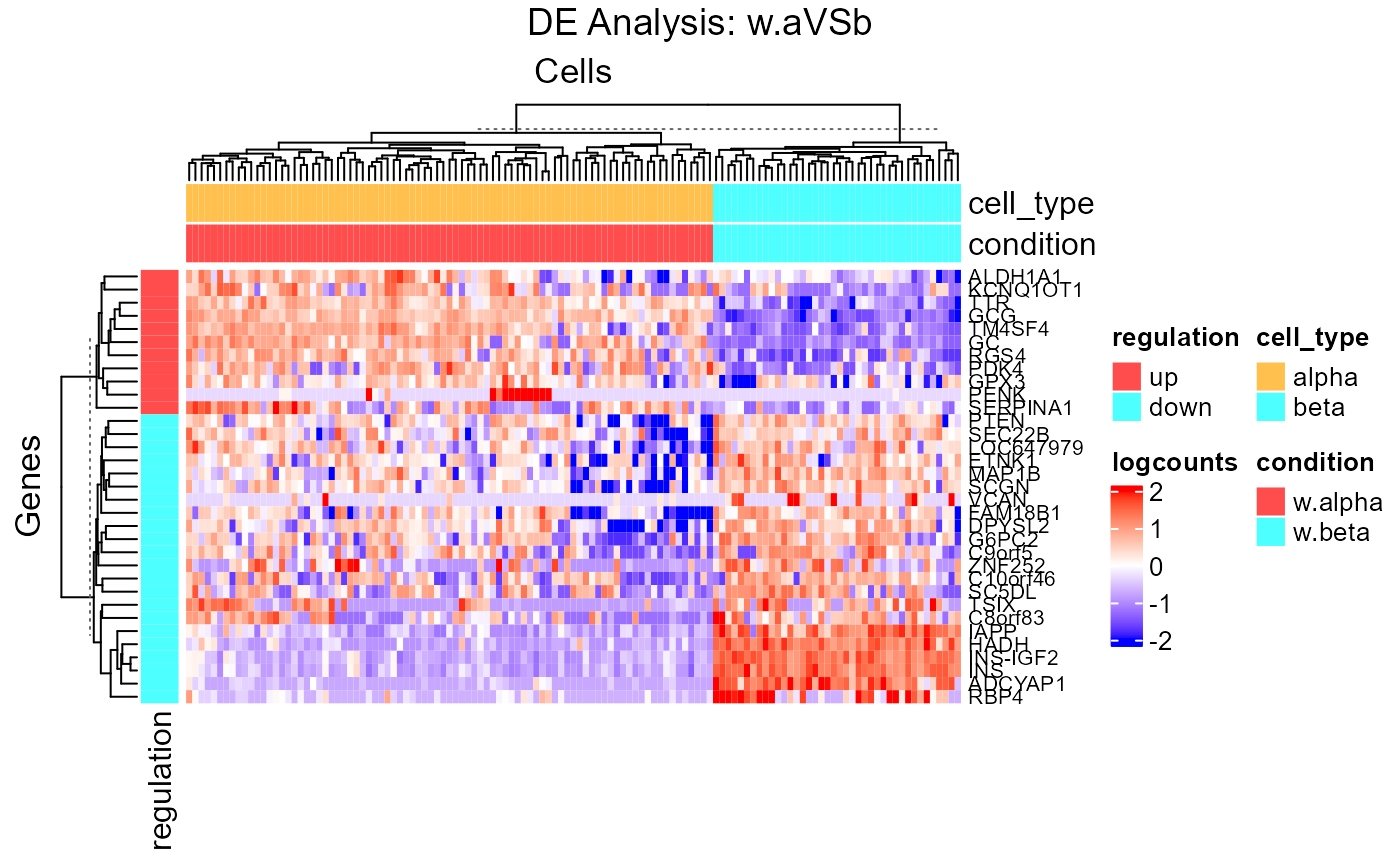 DE Analysis: w.aVSb
Cells
cell_type
condition
ALDH1A1
KCNQ1OT1
TTR
GCG
TM4SF4
GC
RGS4
PDK4
GPX3
PENK
SERPINA1
PTEN
SEC22B
LOC647979
ETNK1
MAP1B
SCGN
VCAN
FAM18B1
DPYSL2
G6PC2
C9orf5
ZNF252
C10orf46
SC5DL
TSIX
C8orf83
IAPP
HADH
INS-IGF2
INS
ADCYAP1
RBP4
Genes
regulation
regulation
up
down
cell_type
alpha
beta
logcounts
2
1
0
-1
-2
condition
w.alpha
w.beta